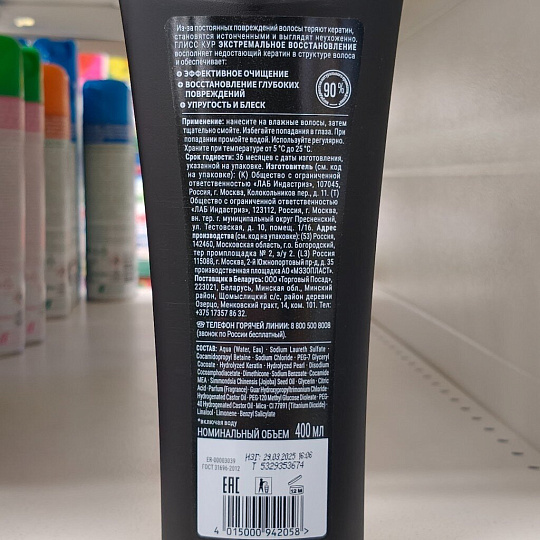 Из-за постоянных повреждений волосы теряют кератин,
становятся истонченными и выглядят неухоженно.
ГЛИСС КУР ЭКСТРЕМАЛЬНОЕ ВОССТАНОВЛЕНИЕ
восполняет недостающий кератин в структуре волоса
и обеспечивает:
ЭФФЕКТИВНОЕ ОЧИЩЕНИЕ
ВОССТАНОВЛЕНИЕ ГЛУБОКИХ
ПОВРЕЖДЕНИЙ
УПРУГОСТЬ И БЛЕСК
90%
Применение: нанесите на влажные волосы, затем
тщательно смойте. Избегайте попадания в глаза. При
попадании промойте водой. Используйте регулярно.
Хранить при температуре от 5 °C до 25 °C.
Срок годности: 36 месяцев с даты изготовления,
указанной на упаковке. Изготовитель (см. код
на упаковке): (K) Общество с ограниченной
ответственностью «ЛАБ Индастриз», 107045,
Россия, г. Москва, Колокольников пер., д. 11. (T)
Общество с ограниченной ответственностью
«ЛАБ Индастриз», 123112, Россия, г. Москва,
вн. тер. г. муниципальный округ Пресненский,
ул. Тестовская, д. 10, помещ. 1/16. Адрес
производства (см. код на упаковке): (53) Россия,
142460, Московская область, г.о. Богородский,
тер промплощадка № 2, з/у 2. (L3) Россия
115088, г. Москва, 2-й Южнопортовый пр-д, д. 35
производственная площадка АО «МЭЗОПЛАСТ».
Поставщик в Беларусь: ООО "Торговый Посад",
223021, Беларусь, Минская обл., Минский
район, Щомыслицкий с/с, район деревни
Озерцо, Менковский тракт, 14, ком. 101. Тел:
+375 17357 86 32.
ТЕЛЕФОН ГОРЯЧЕЙ ЛИНИИ: 8 800 500 8008
(звонок по России бесплатный).
СОСТАВ: Aqua (Water, Eau) · Sodium Laureth Sulfate ·
Cocamidopropyl Betaine · Sodium Chloride · PEG-7 Glyceryl
Cocoate · Hydrolyzed Keratin · Hydrolyzed Pearl · Disodium
Cocoamphodiacetate · Dimethicone · Sodium Benzoate · Cocamide
MEA · Simmondsia Chinensis (Jojoba) Seed Oil · Glycerin · Citric
Acid · Parfum (Fragrance) · Guar Hydroxypropyltrimonium Chloride ·
Hydrogenated Castor Oil · PEG-120 Methyl Glucose Dioleate · PEG-
40 Hydrogenated Castor Oil · Mica · CI 77891 (Titanium Dioxide) ·
Linalool · Limonene · Benzyl Salicylate
*включая воду
НОМИНАЛЬНЫЙ ОБЪЕМ 400 мл
ER-00003039
ГОСТ 31696-2012
ИЗГ: 29.03.2025 16:06
T 5329353674
EAC
12 M
4 015000 942058 >